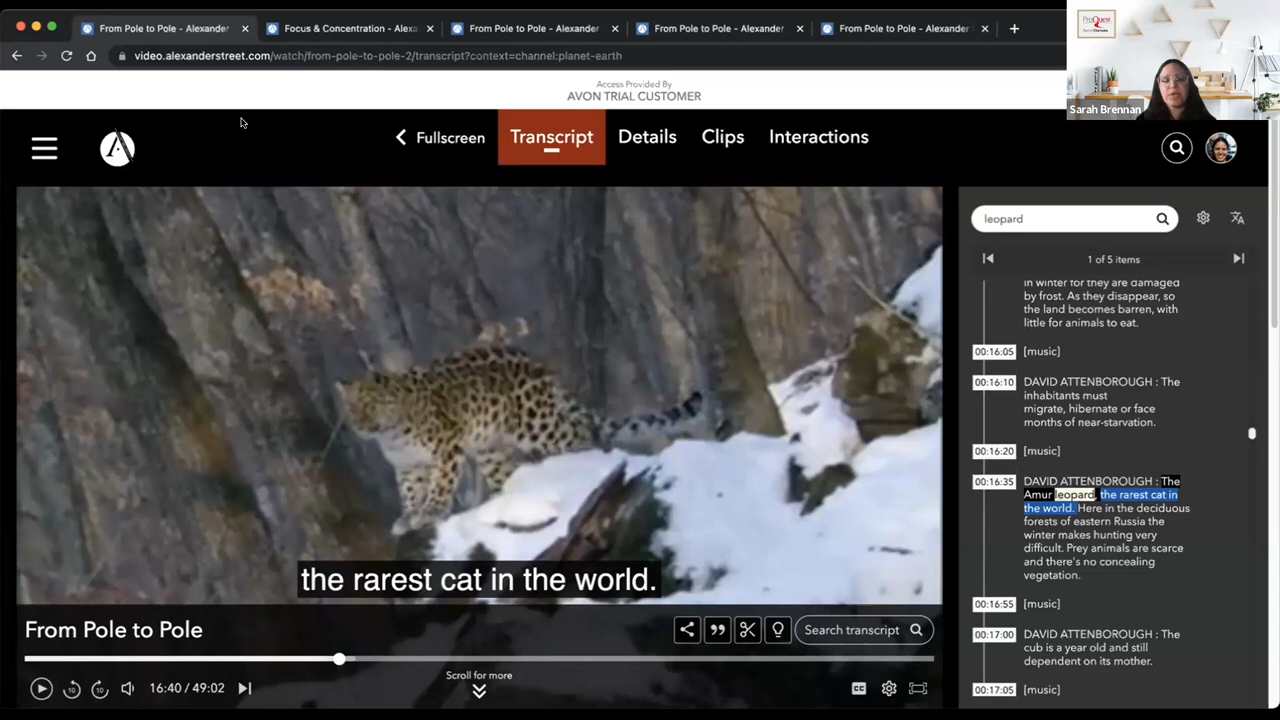 From Pole to Pole - Alexander
Focus & Concentration - Alex
From Pole to Pole - Alexander
From Pole to Pole - Alexander
From Pole to Pole - Alexander
video.alexanderstreet.com/watch/from-pole-to-pole-2/transcript?context=channel:planet-earth
ProQuest
Sarah Brennan
Access Provided By
AVON TRIAL CUSTOMER
Fullscreen
Transcript
Details
Clips
Interactions
leopard
1 of 5 items
in winter for they are damaged
by frost. As they disappear, so
the land becomes barren, with
little for animals to eat.
00:16:05 [music]
00:16:10 DAVID ATTENBOROUGH : The
inhabitants must
migrate, hibernate or face
months of near-starvation.
00:16:20 [music]
00:16:35 DAVID ATTENBOROUGH : The
Amur leopard, the rarest cat in
the world. Here in the deciduous
forests of eastern Russia the
winter makes hunting very
difficult. Prey animals are scarce
and there's no concealing
vegetation.
00:16:55 [music]
00:17:00 DAVID ATTENBOROUGH : The
cub is a year old and still
dependent on its mother.
00:17:05 [music]
the rarest cat in the world.
From Pole to Pole
Search transcript
10
10
16:40 / 49:02
Scroll for more
CC